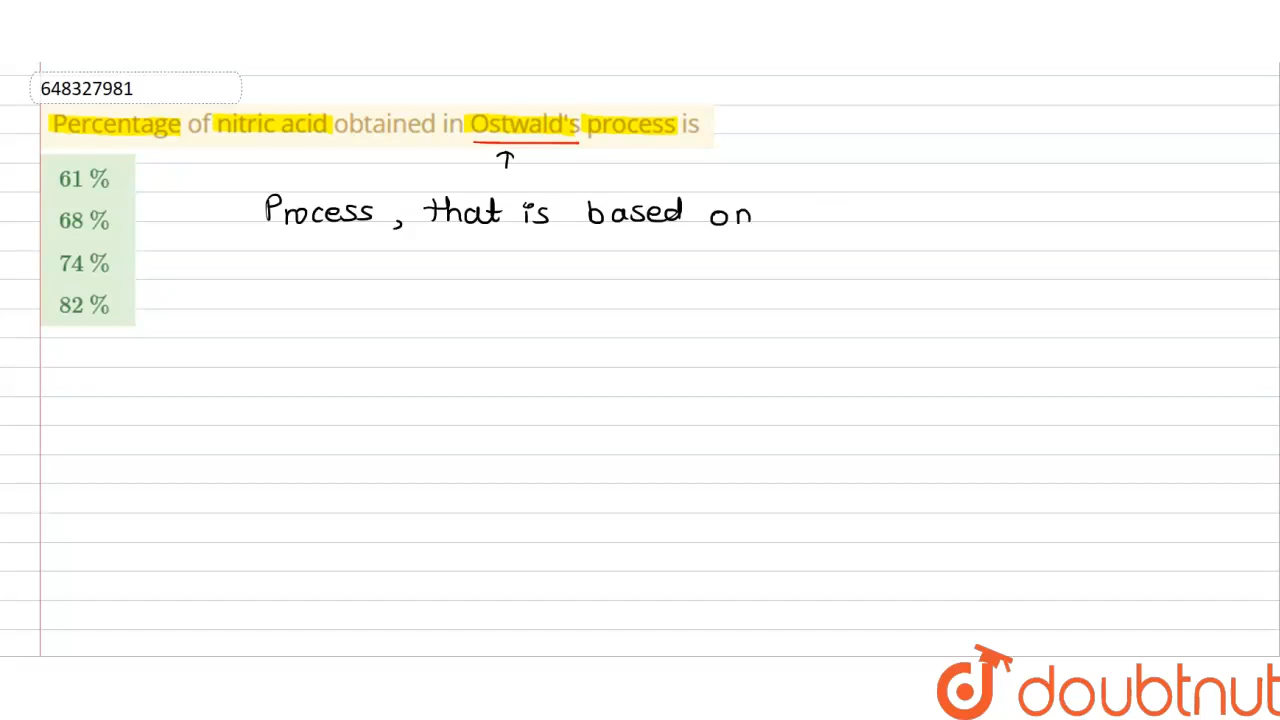 648327981
Percentage of nitric acid obtained in Ostwald's process is
↑
61 %
Process, that is based on
68 %
74 %
82 %
doubtnut